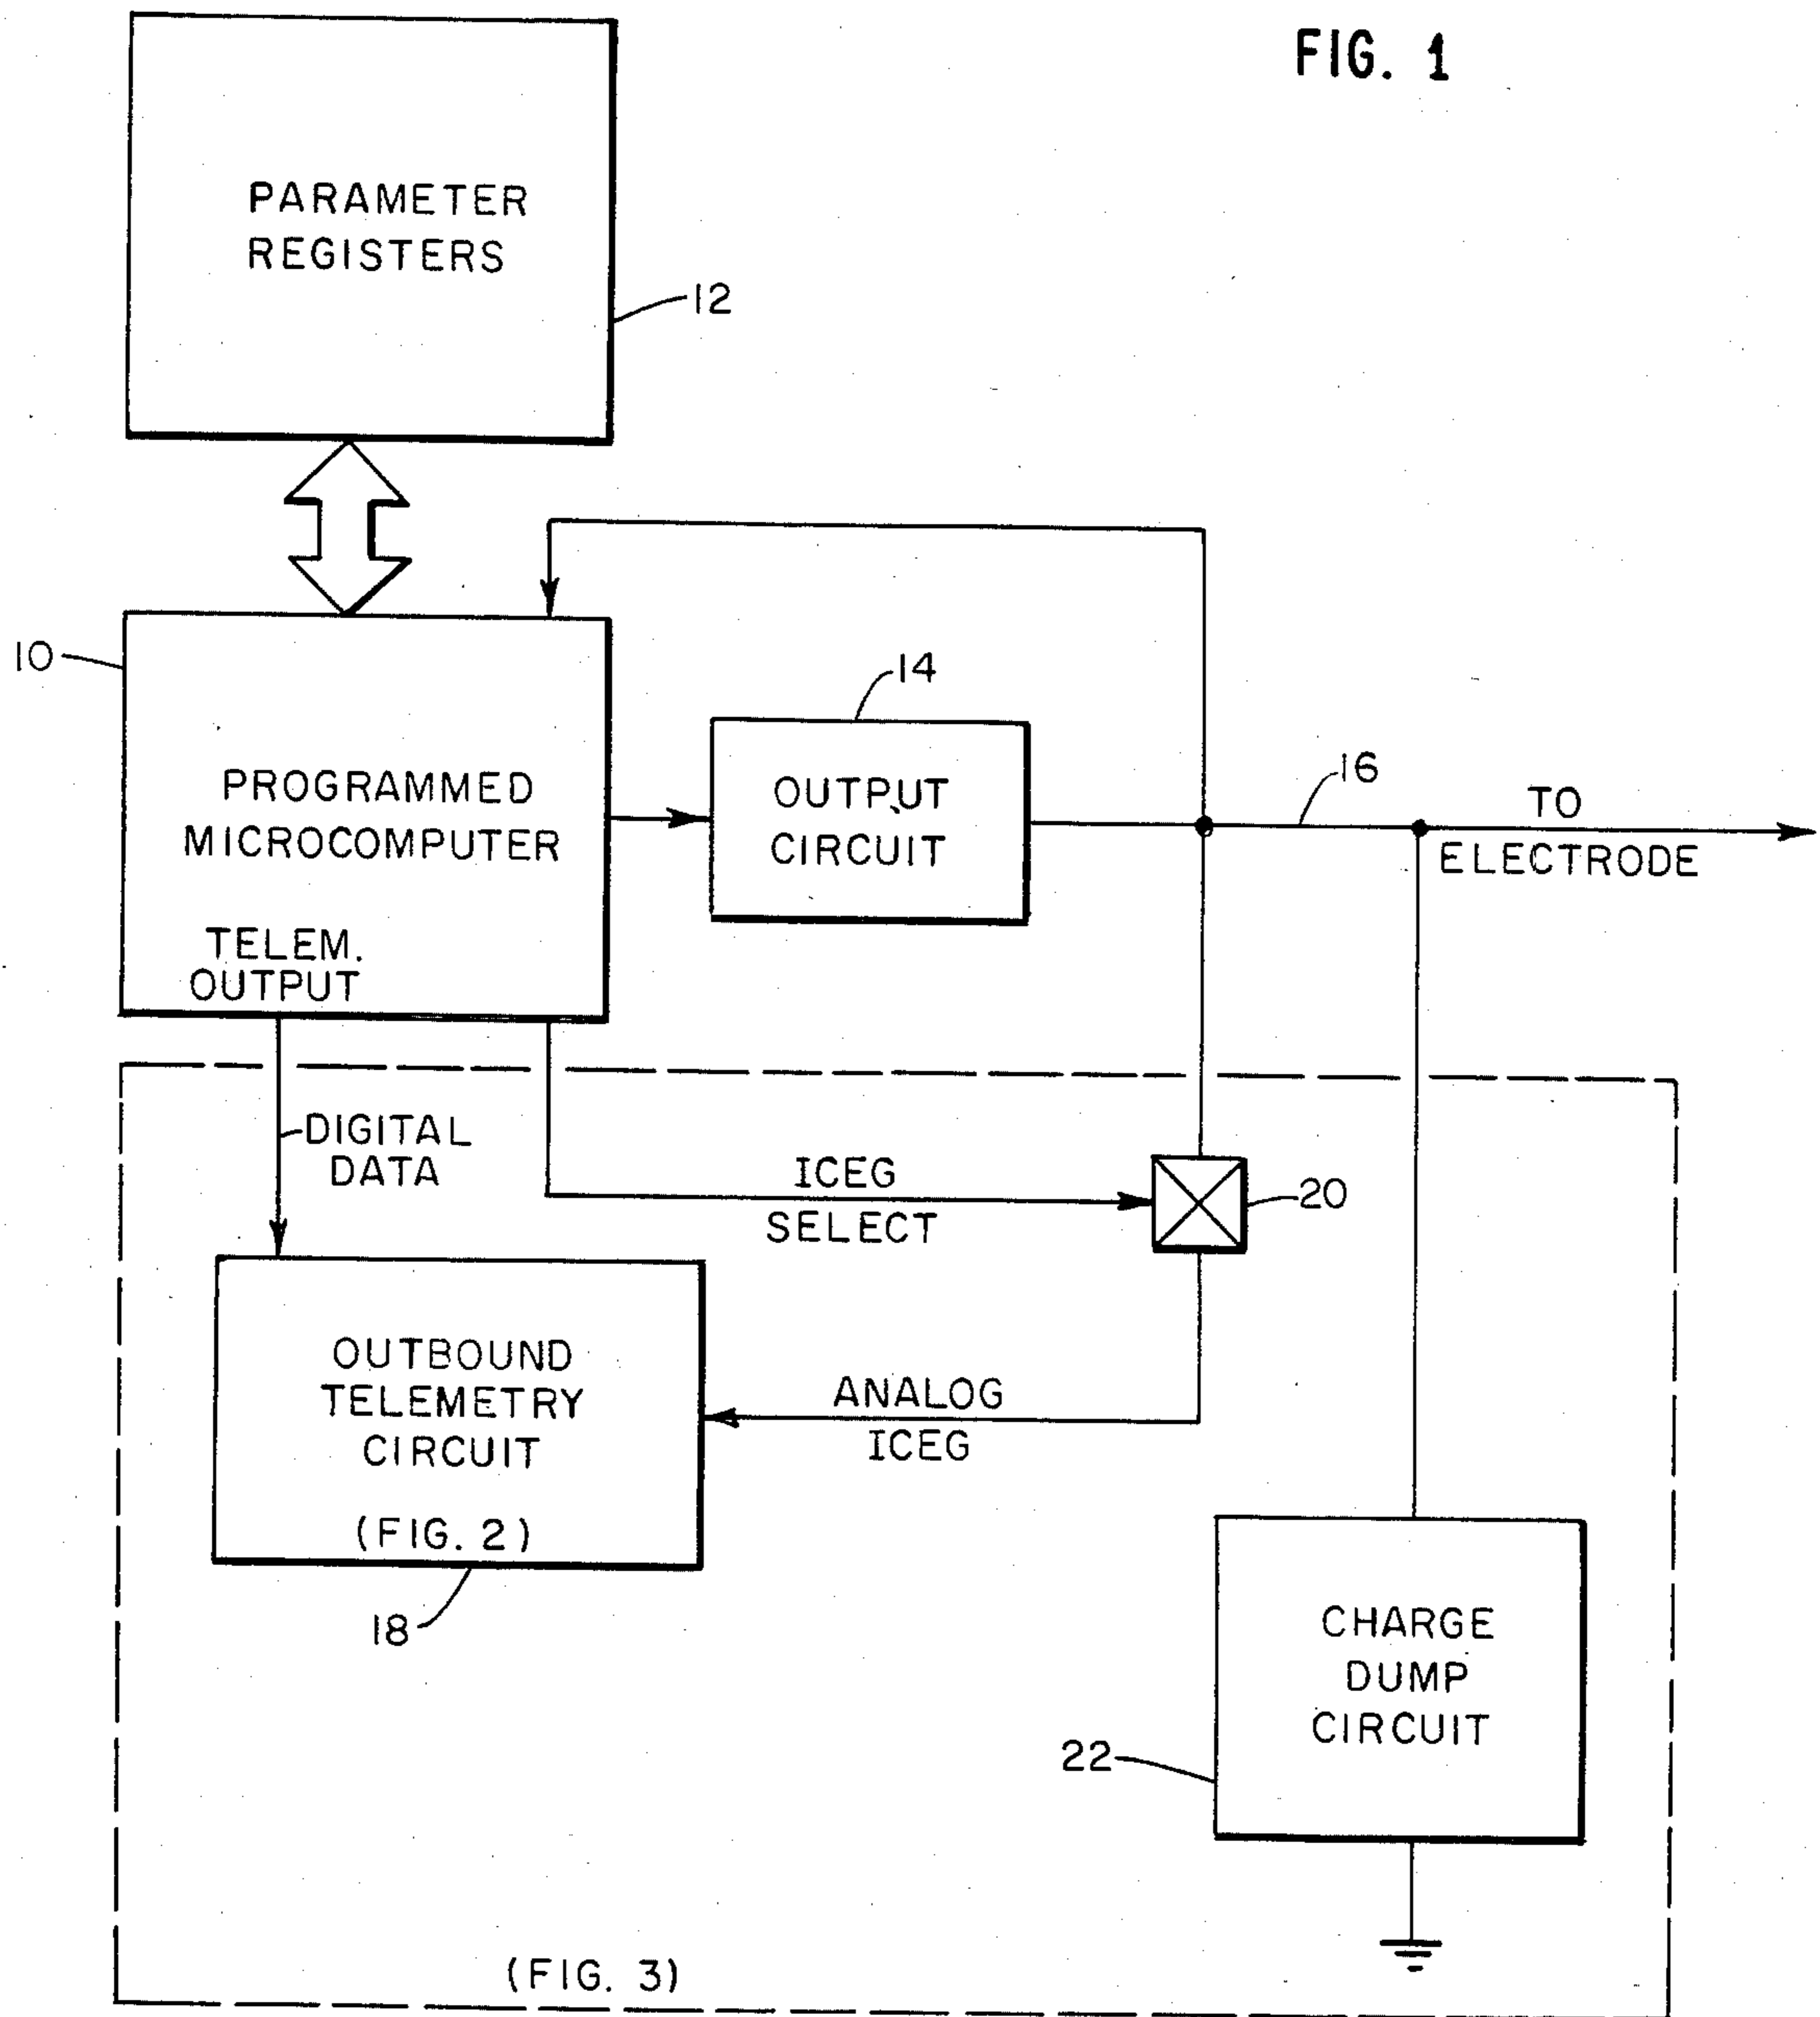 FIG. 1
PARAMETER
REGISTERS
12
10
PROGRAMMED
MICROCOMPUTER
TELEM.
OUTPUT
14
OUTPUT
CIRCUIT
16
TO
ELECTRODE
DIGITAL
DATA
ICEG
SELECT
20
OUTBOUND
TELEMETRY
CIRCUIT
(FIG. 2)
18
ANALOG
ICEG
CHARGE
DUMP
CIRCUIT
22
(FIG. 3)